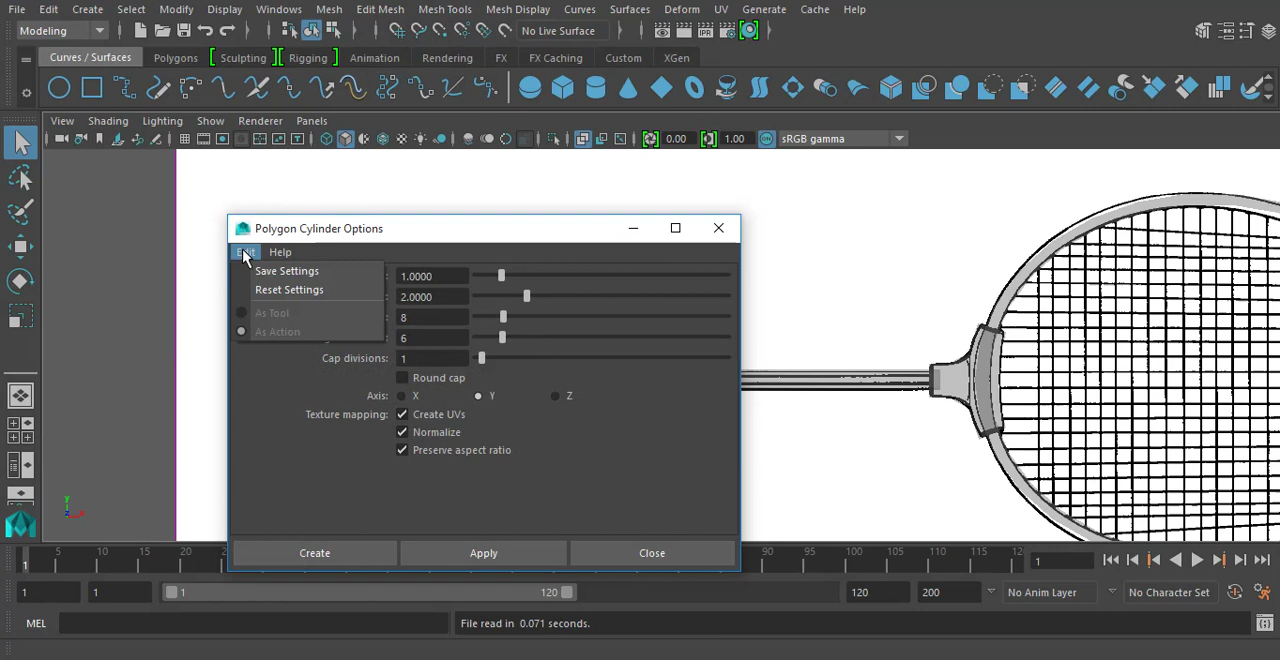 File Edit Create Select Modify Display Windows Mesh Edit Mesh Mesh Tools Mesh Display Curves Surfaces Deform UV Generate Cache Help
Modeling No Live Surface
Curves / Surfaces Polygons Sculpting Rigging Animation Rendering FX FX Caching Custom XGen
View Shading Lighting Show Renderer Panels
0.00 1.00 sRGB gamma
Polygon Cylinder Options
Help
Save Settings 1.0000
Reset Settings 2.0000
As Tool 8
As Action 6
Cap divisions: 1
Round cap
Axis: X Y Z
Texture mapping: Create UVs
Normalize
Preserve aspect ratio
Create Apply Close
y
x
1 5 10 15 20 90 95 100 105 110 115 1
1 1 1 120 120 200 No Anim Layer No Character Set
MEL File read in 0.071 seconds.